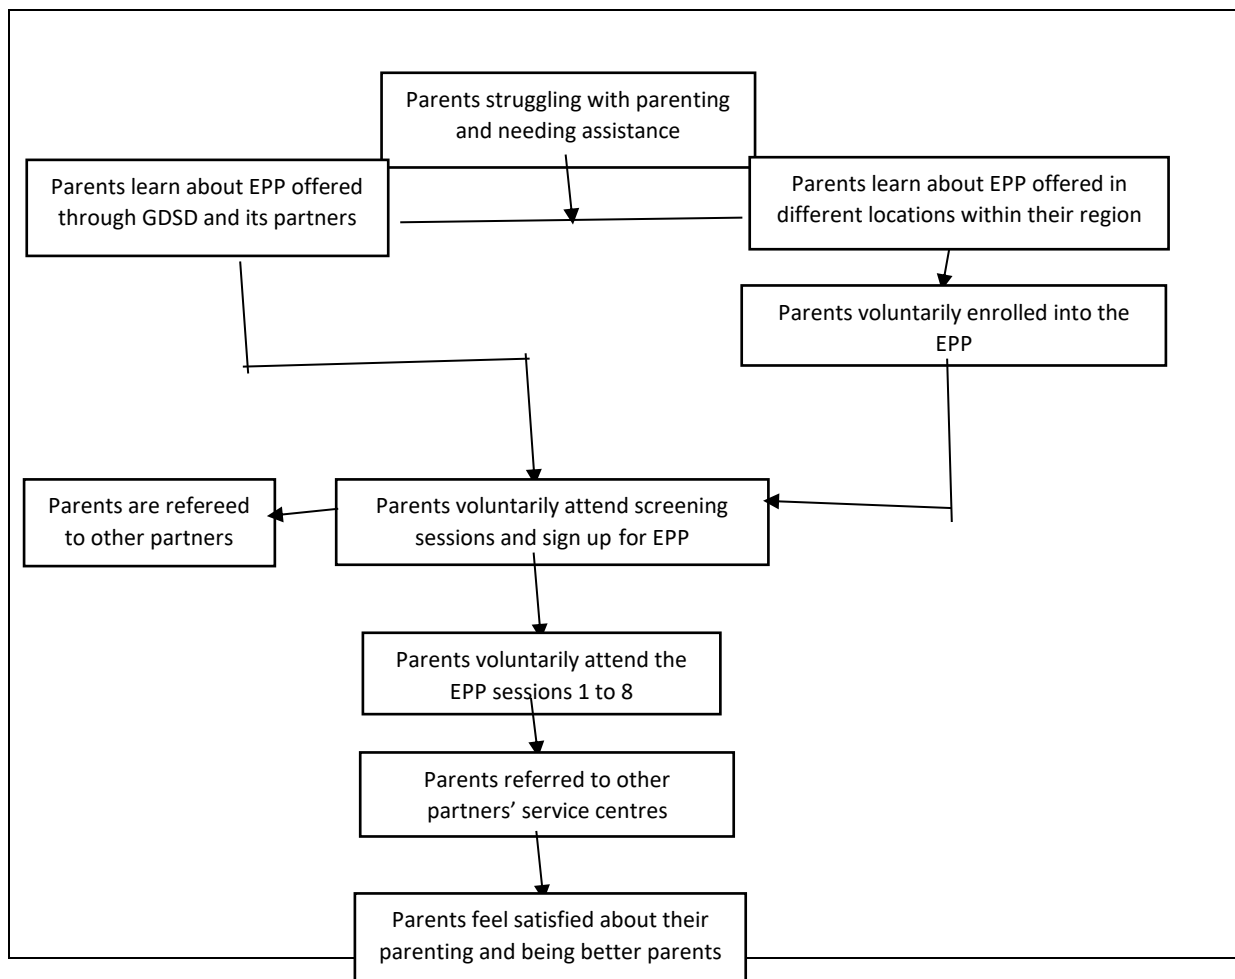 Parents struggling with parenting
and needing assistance
Parents learn about EPP offered
through GDSD and its partners
Parents learn about EPP offered in
different locations within their region
Parents voluntarily enrolled into the
EPP
Parents are refereed
to other partners
Parents voluntarily attend screening
sessions and sign up for EPP
Parents voluntarily attend the
EPP sessions 1 to 8
Parents referred to other
partners’ service centres
Parents feel satisfied about their
parenting and being better parents